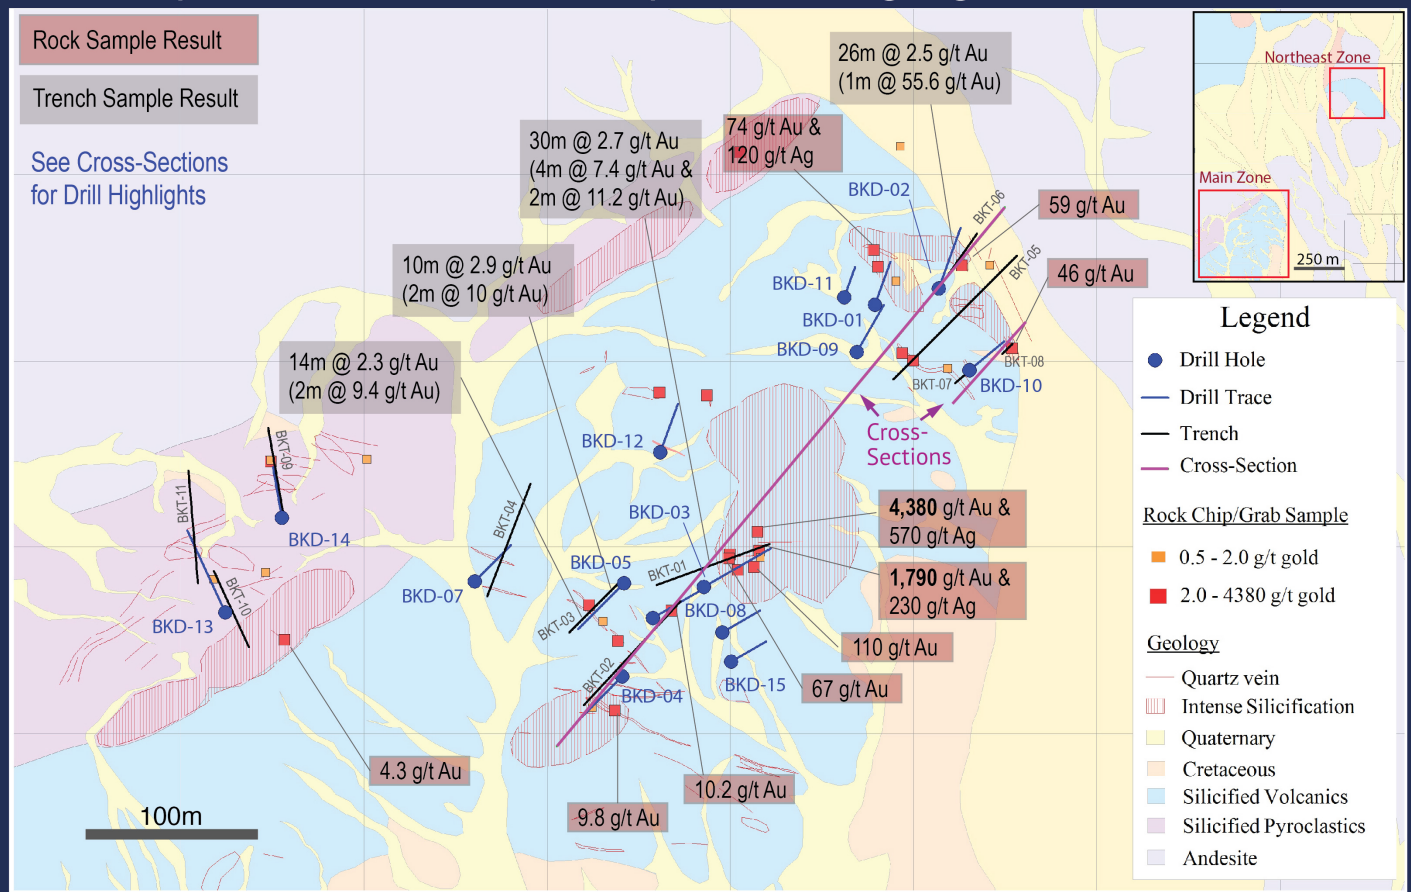 Rock Sample Result
Trench Sample Result
See Cross-Sections
for Drill Highlights
26m @ 2.5 g/t Au
(1m @ 55.6 g/t Au)
30m @ 2.7 g/t Au
(4m @ 7.4 g/t Au &
2m @ 11.2 g/t Au)
74 g/t Au &
120 g/t Ag
10m @ 2.9 g/t Au
(2m @ 10 g/t Au)
14m @ 2.3 g/t Au
(2m @ 9.4 g/t Au)
59 g/t Au
46 g/t Au
BKD-02
BKT-06
BKT-05
BKD-11
BKD-01
BKD-09
BKT-08
BKT-07
BKD-10
Cross-
Sections
BKD-12
BKD-03
BKT-09
BKT-11
BKD-14
BKT-04
BKD-05
BKT-01
BKD-07
BKT-10
BKD-13
BKT-03
BKD-08
BKT-02
BKD-04
BKD-15
4,380 g/t Au &
570 g/t Ag
1,790 g/t Au &
230 g/t Ag
110 g/t Au
67 g/t Au
4.3 g/t Au
10.2 g/t Au
9.8 g/t Au
100m
Northeast Zone
Main Zone
250 m
Legend
Drill Hole
Drill Trace
Trench
Cross-Section
Rock Chip/Grab Sample
0.5 - 2.0 g/t gold
2.0 - 4380 g/t gold
Geology
Quartz vein
Intense Silicification
Quaternary
Cretaceous
Silicified Volcanics
Silicified Pyroclastics
Andesite